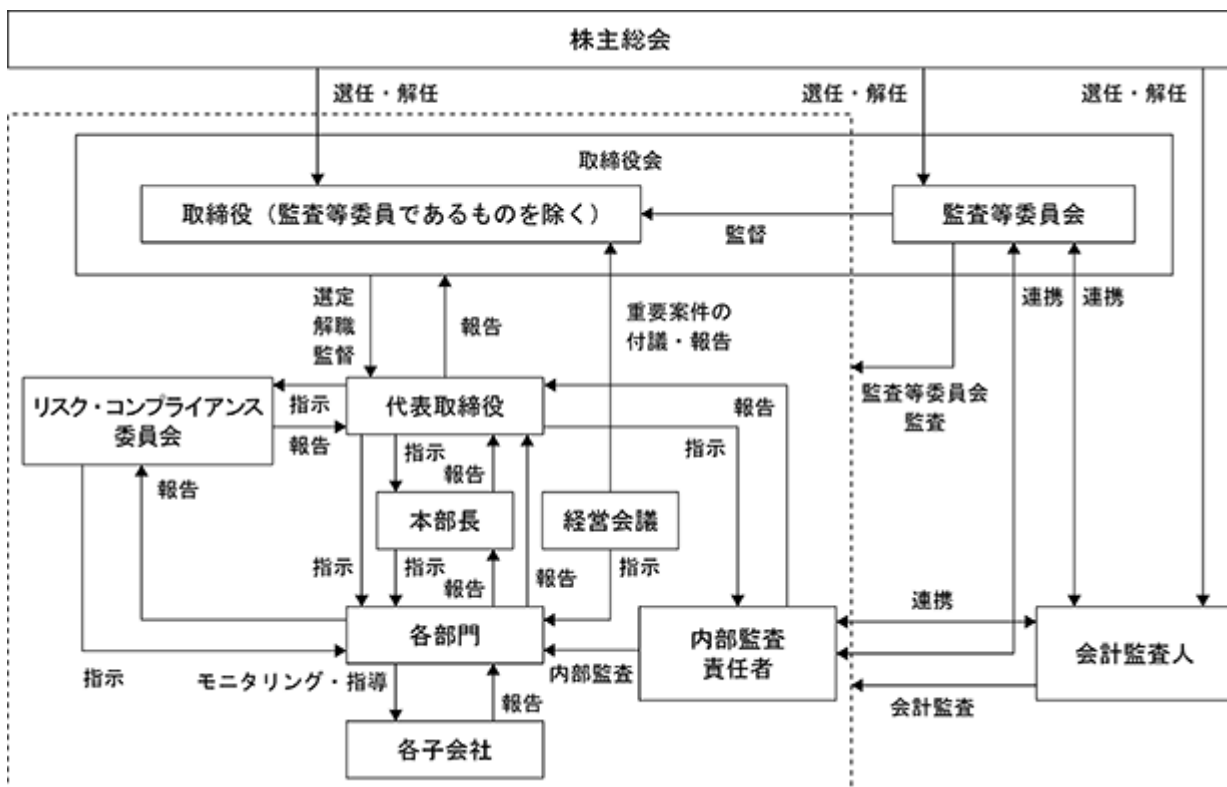 株主総会
選任・解任
選任・解任
選任・解任
取締役会
取締役（監査等委員であるものを除く）
監査等委員会
監督
選定
解職
監督
報告
重要案件の
付議・報告
連携
連携
リスク・コンプライアンス
委員会
指示
報告
代表取締役
報告
指示
監査等委員会
監査
報告
指示
報告
本部長
経営会議
指示
指示
報告
報告
指示
各部門
内部監査
内部監査
責任者
連携
会計監査人
会計監査
指示
モニタリング・指導
報告
各子会社